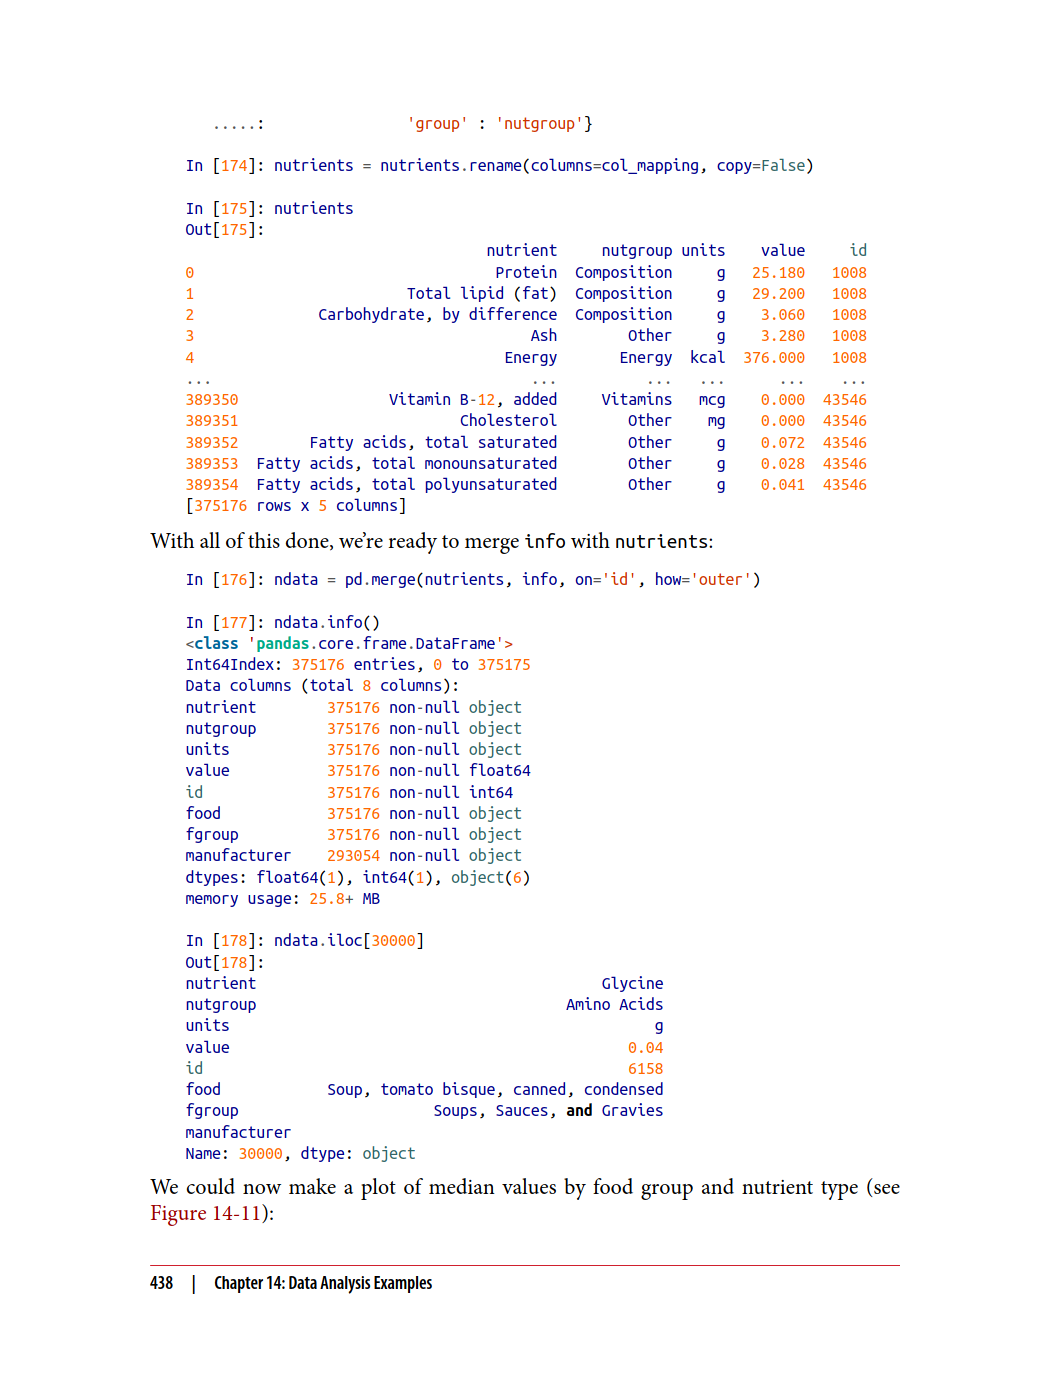 .....:                'group' : 'nutgroup'}
In [174]: nutrients = nutrients.rename(columns=col_mapping, copy=False)
In [175]: nutrients
Out[175]:
                                  nutrient     nutgroup units    value     id
0                                  Protein  Composition     g   25.180   1008
1                        Total lipid (fat)  Composition     g   29.200   1008
2              Carbohydrate, by difference  Composition     g    3.060   1008
3                                      Ash        Other     g    3.280   1008
4                                   Energy       Energy  kcal  376.000   1008
...                                    ...          ...   ...      ...    ...
389350                 Vitamin B-12, added     Vitamins   mcg    0.000  43546
389351                         Cholesterol        Other    mg    0.000  43546
389352        Fatty acids, total saturated        Other     g    0.072  43546
389353  Fatty acids, total monounsaturated        Other     g    0.028  43546
389354  Fatty acids, total polyunsaturated        Other     g    0.041  43546
[375176 rows x 5 columns]
With all of this done, we’re ready to merge info with nutrients:
In [176]: ndata = pd.merge(nutrients, info, on='id', how='outer')
In [177]: ndata.info()
<class 'pandas.core.frame.DataFrame'>
Int64Index: 375176 entries, 0 to 375175
Data columns (total 8 columns):
nutrient        375176 non-null object
nutgroup        375176 non-null object
units           375176 non-null object
value           375176 non-null float64
id              375176 non-null int64
food            375176 non-null object
fgroup          375176 non-null object
manufacturer    293054 non-null object
dtypes: float64(1), int64(1), object(6)
memory usage: 25.8+ MB
In [178]: ndata.iloc[30000]
Out[178]:
nutrient                                       Glycine
nutgroup                                   Amino Acids
units                                                g
value                                             0.04
id                                                6158
food            Soup, tomato bisque, canned, condensed
fgroup                      Soups, Sauces, and Gravies
manufacturer
Name: 30000, dtype: object
We could now make a plot of median values by food group and nutrient type (see
Figure 14-11):
438 | Chapter 14: Data Analysis Examples